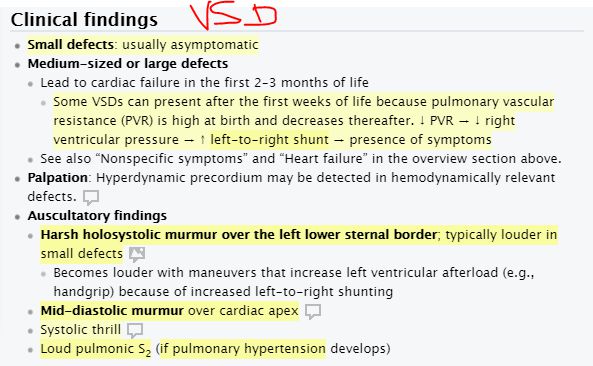 Clinical findings VSD
Small defects: usually asymptomatic
Medium-sized or large defects
Lead to cardiac failure in the first 2-3 months of life
Some VSDs can present after the first weeks of life because pulmonary vascular
resistance (PVR) is high at birth and decreases thereafter. ↓ PVR → ↓ right
ventricular pressure → ↑ left-to-right shunt → presence of symptoms
See also "Nonspecific symptoms" and "Heart failure" in the overview section above.
Palpation: Hyperdynamic precordium may be detected in hemodynamically relevant
defects.
Auscultatory findings
Harsh holosystolic murmur over the left lower sternal border; typically louder in
small defects
Becomes louder with maneuvers that increase left ventricular afterload (e.g.,
handgrip) because of increased left-to-right shunting
Mid-diastolic murmur over cardiac apex
Systolic thrill
Loud pulmonic S₂ (if pulmonary hypertension develops)